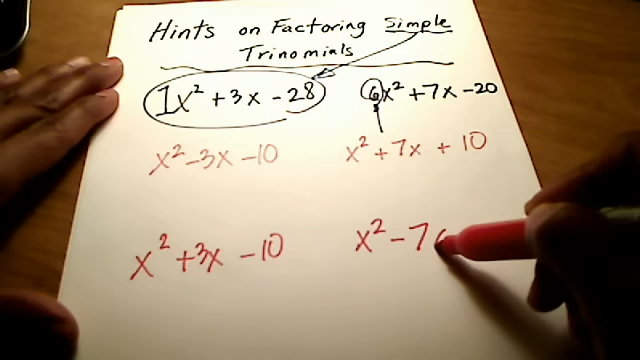 Hints on Factoring Simple
Trinomials
1x² + 3x - 28
6x² + 7x - 20
x² - 3x - 10
x² + 7x + 10
x² + 3x - 10
x² - 7